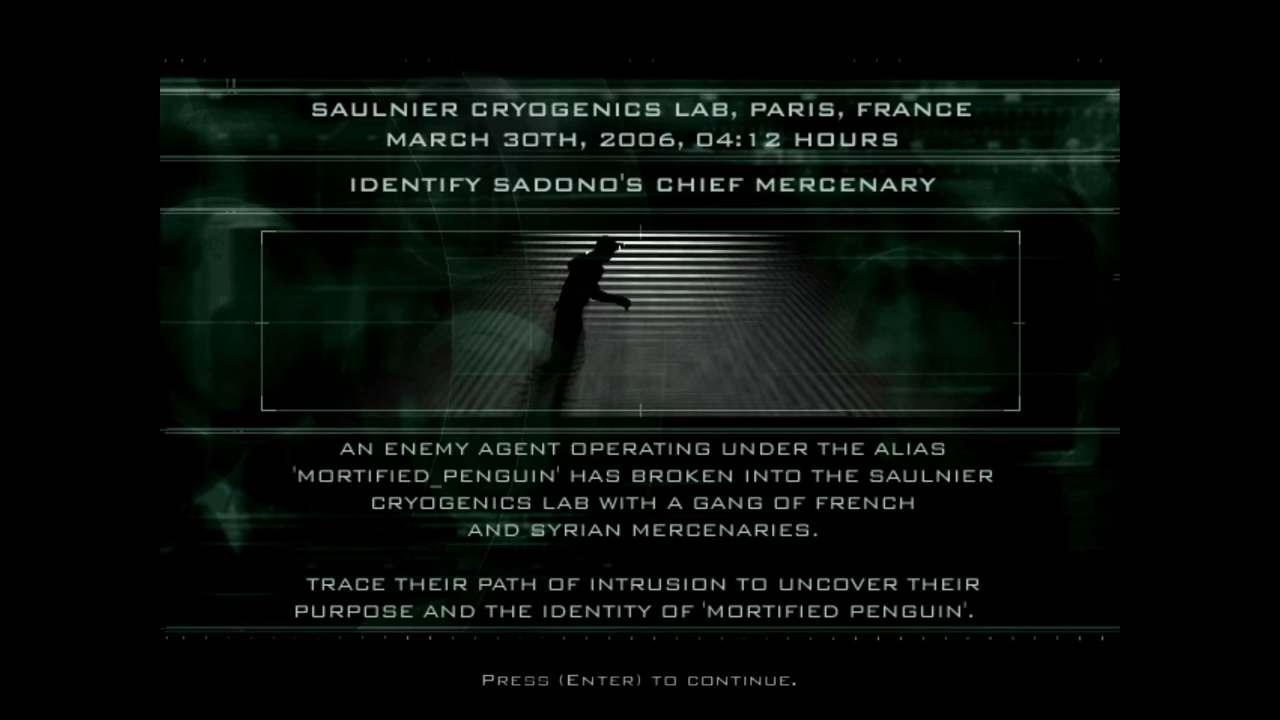 SAULNIER CRYOGENICS LAB, PARIS, FRANCE
MARCH 30TH, 2006, 04:12 HOURS
IDENTIFY SADONO'S CHIEF MERCENARY
AN ENEMY AGENT OPERATING UNDER THE ALIAS
'MORTIFIED_PENGUIN' HAS BROKEN INTO THE SAULNIER
CRYOGENICS LAB WITH A GANG OF FRENCH
AND SYRIAN MERCENARIES.
TRACE THEIR PATH OF INTRUSION TO UNCOVER THEIR
PURPOSE AND THE IDENTITY OF 'MORTIFIED PENGUIN'.
PRESS (ENTER) TO CONTINUE.